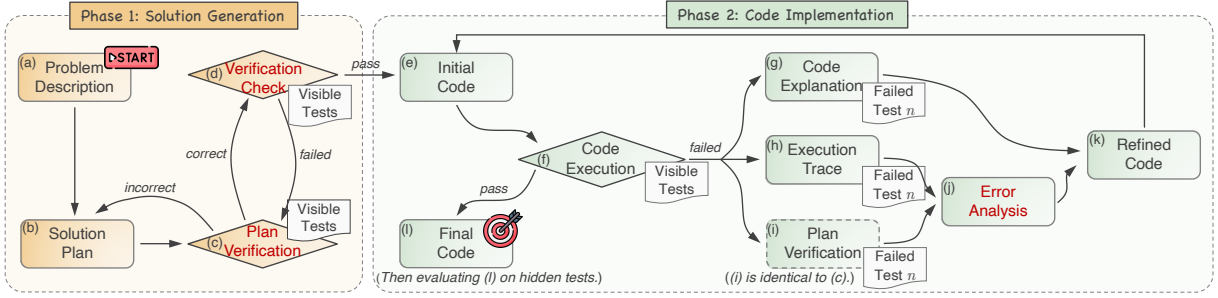 Phase 1: Solution Generation
START
(a) Problem
Description
(d) Verification
Check
Visible
Tests
correct
failed
incorrect
(b) Solution
Plan
(c) Plan
Verification
Visible
Tests
pass
Phase 2: Code Implementation
(e) Initial
Code
(f) Code
Execution
Visible
Tests
pass
failed
(l) Final
Code
(Then evaluating (l) on hidden tests.)
(g) Code
Explanation
Failed
Test n
(h) Execution
Trace
Failed
Test n
(i) Plan
Verification
Failed
Test n
((i) is identical to (c).)
(j) Error
Analysis
(k) Refined
Code